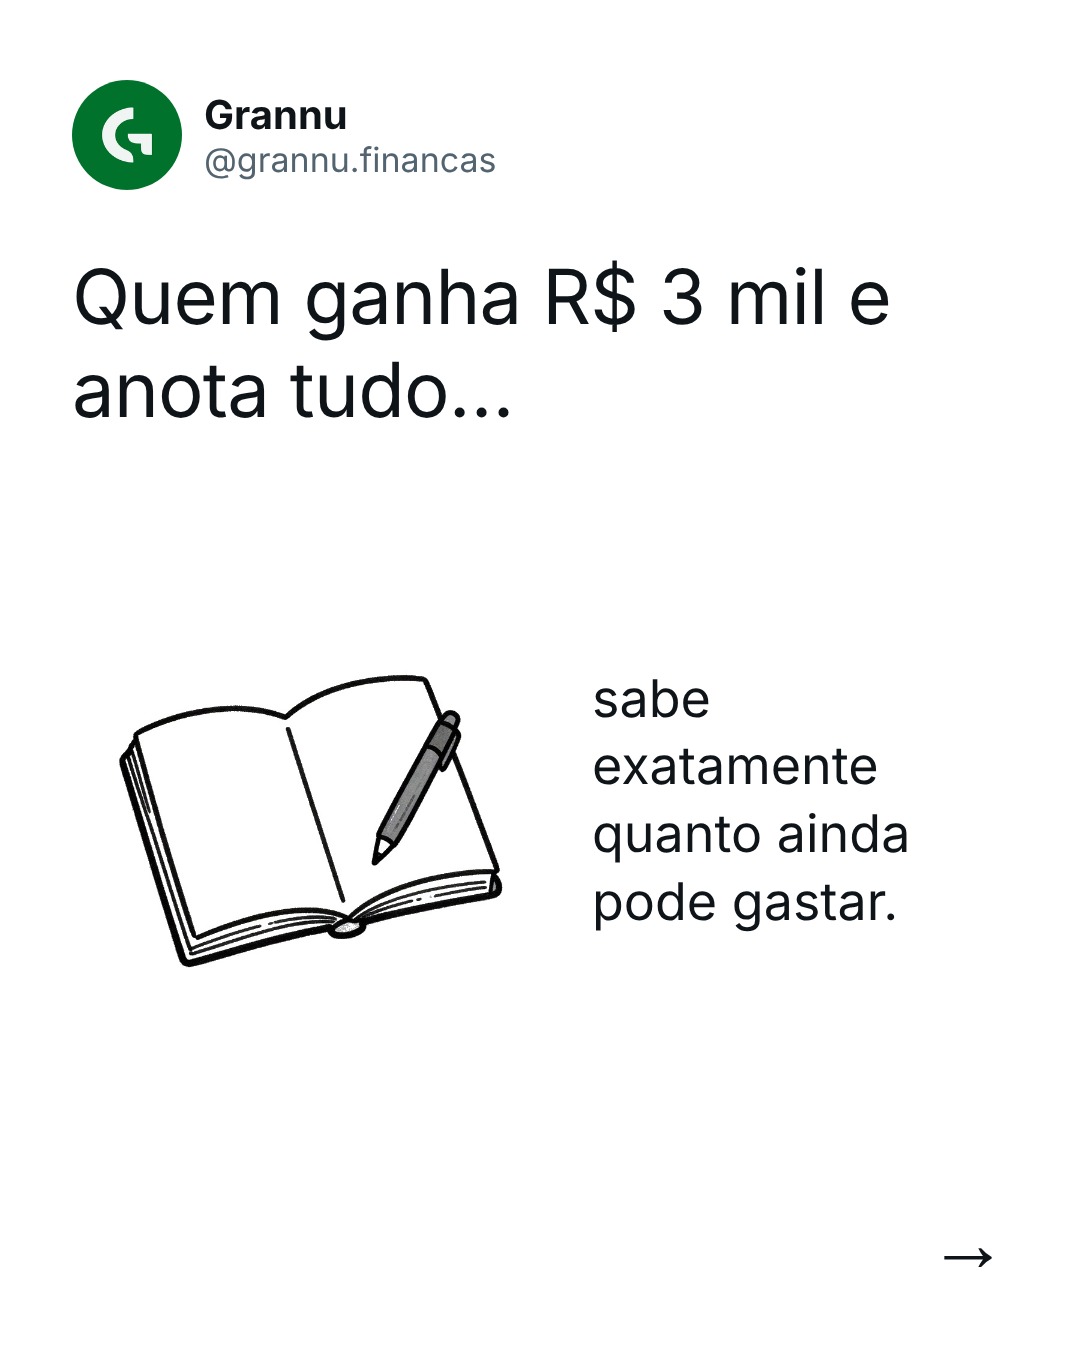 Grannu
@grannu.financas
Quem ganha R$ 3 mil e
anota tudo...
sabe
exatamente
quanto ainda
pode gastar.
→